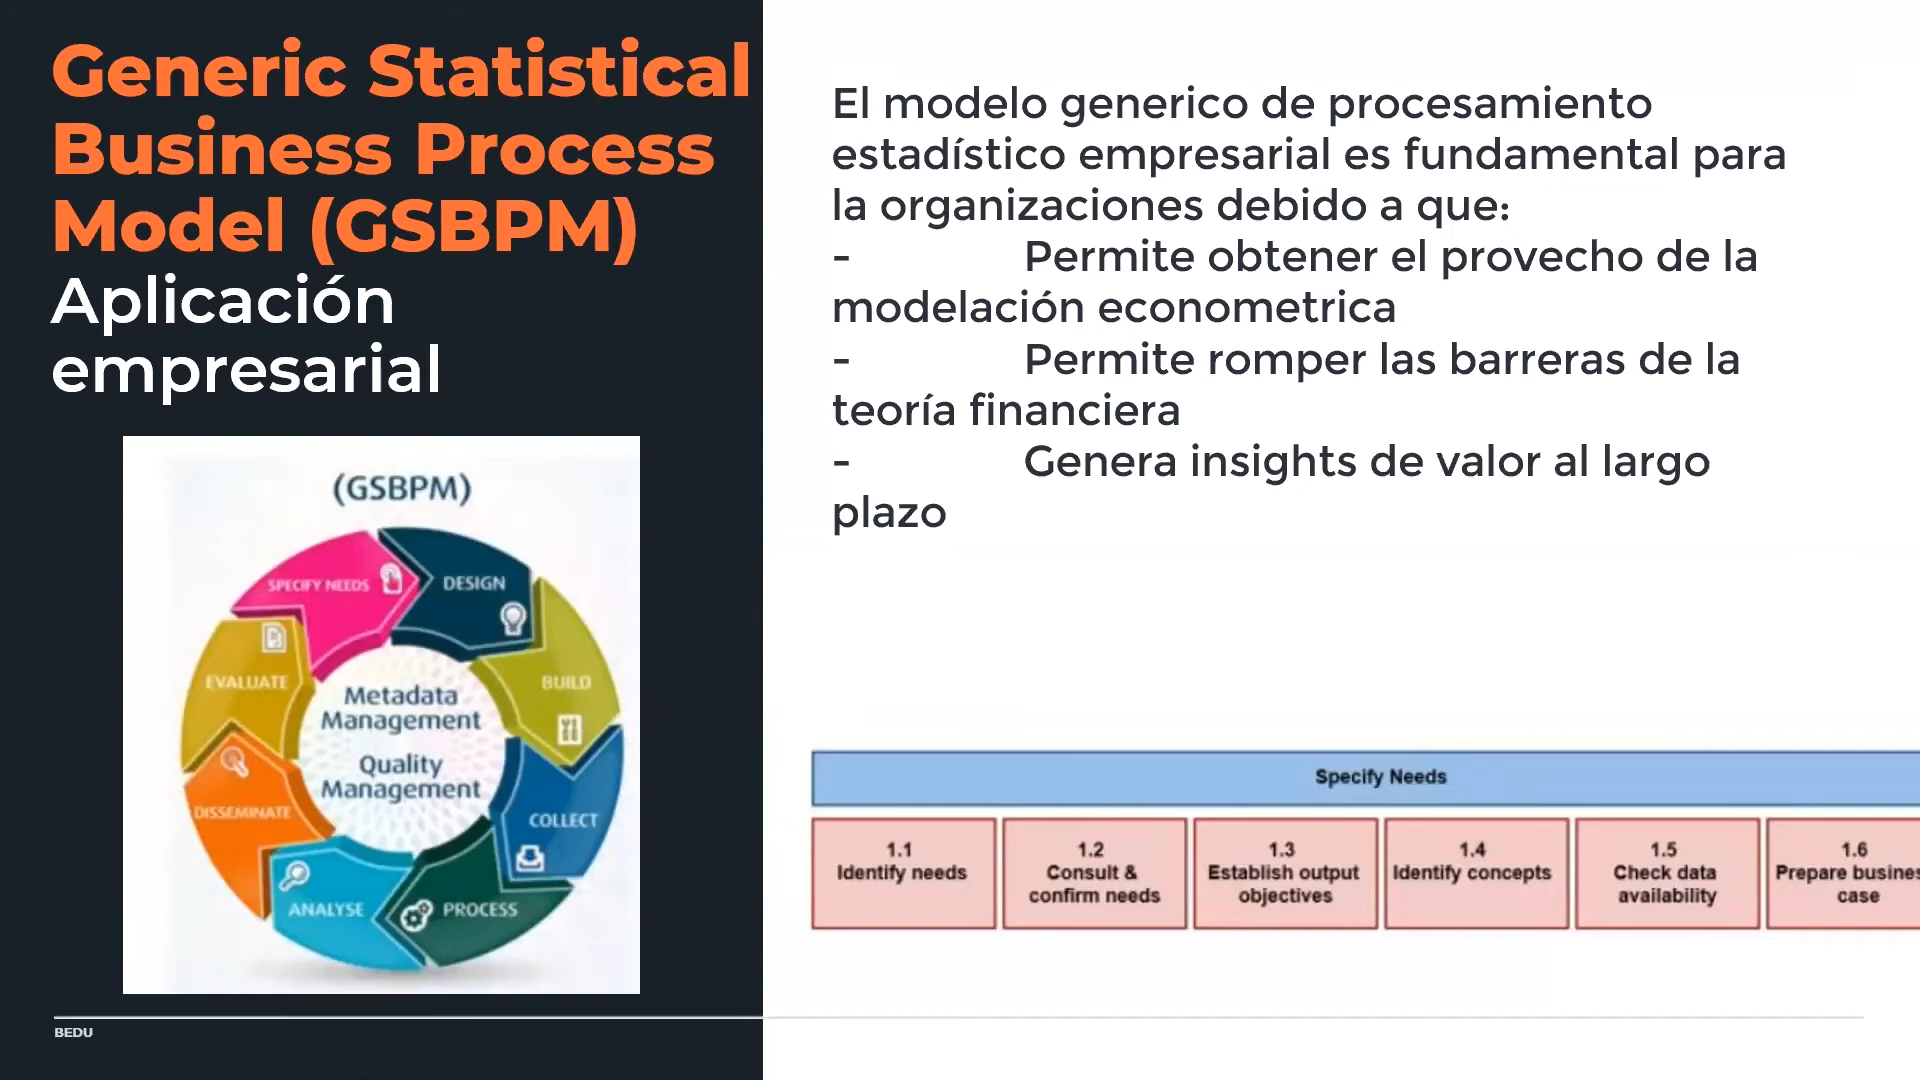 Generic Statistical
Business Process
Model (GSBPM)
Aplicación
empresarial
(GSBPM)
SPECIFY NEEDS
DESIGN
BUILD
COLLECT
PROCESS
ANALYSE
DISSEMINATE
EVALUATE
Metadata
Management
Quality
Management
BEDU
El modelo generico de procesamiento
estadístico empresarial es fundamental para
la organizaciones debido a que:
- Permite obtener el provecho de la
modelación econometrica
- Permite romper las barreras de la
teoría financiera
- Genera insights de valor al largo
plazo
Specify Needs
1.1
Identify needs
1.2
Consult &
confirm needs
1.3
Establish output
objectives
1.4
Identify concepts
1.5
Check data
availability
1.6
Prepare busines
case